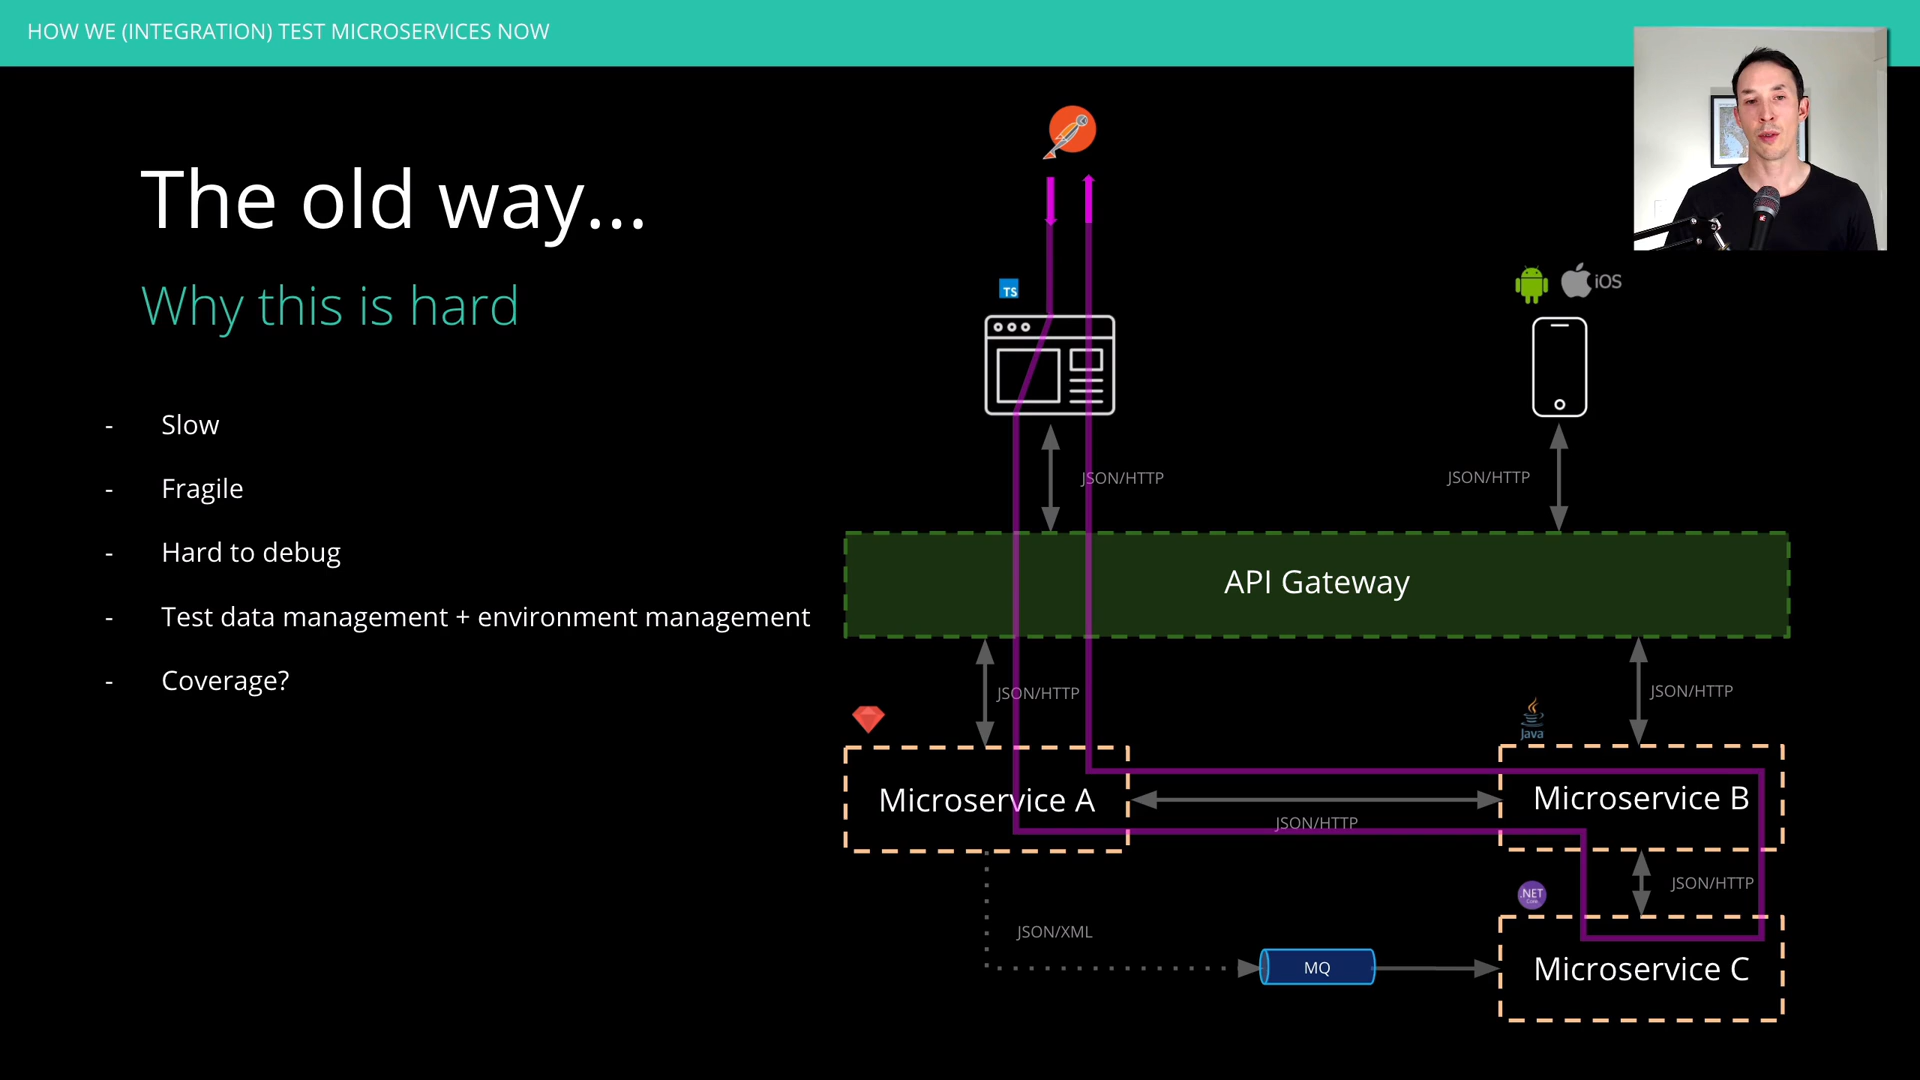 HOW WE (INTEGRATION) TEST MICROSERVICES NOW
The old way...
Why this is hard
- Slow
- Fragile
- Hard to debug
- Test data management + environment management
- Coverage?
TS
iOS
JSON/HTTP
JSON/HTTP
API Gateway
JSON/HTTP
JSON/HTTP
Java
Microservice A
Microservice B
JSON/HTTP
JSON/HTTP
.NET
Core
JSON/XML
MQ
Microservice C